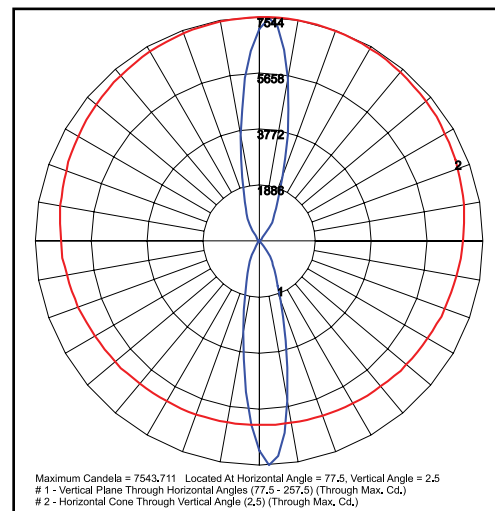 7544
5658
3772
1886
2
1
Maximum Candela = 7543.711 Located At Horizontal Angle = 77.5, Vertical Angle = 2.5
# 1 - Vertical Plane Through Horizontal Angles (77.5 - 257.5) (Through Max. Cd.)
# 2 - Horizontal Cone Through Vertical Angle (2.5) (Through Max. Cd.)